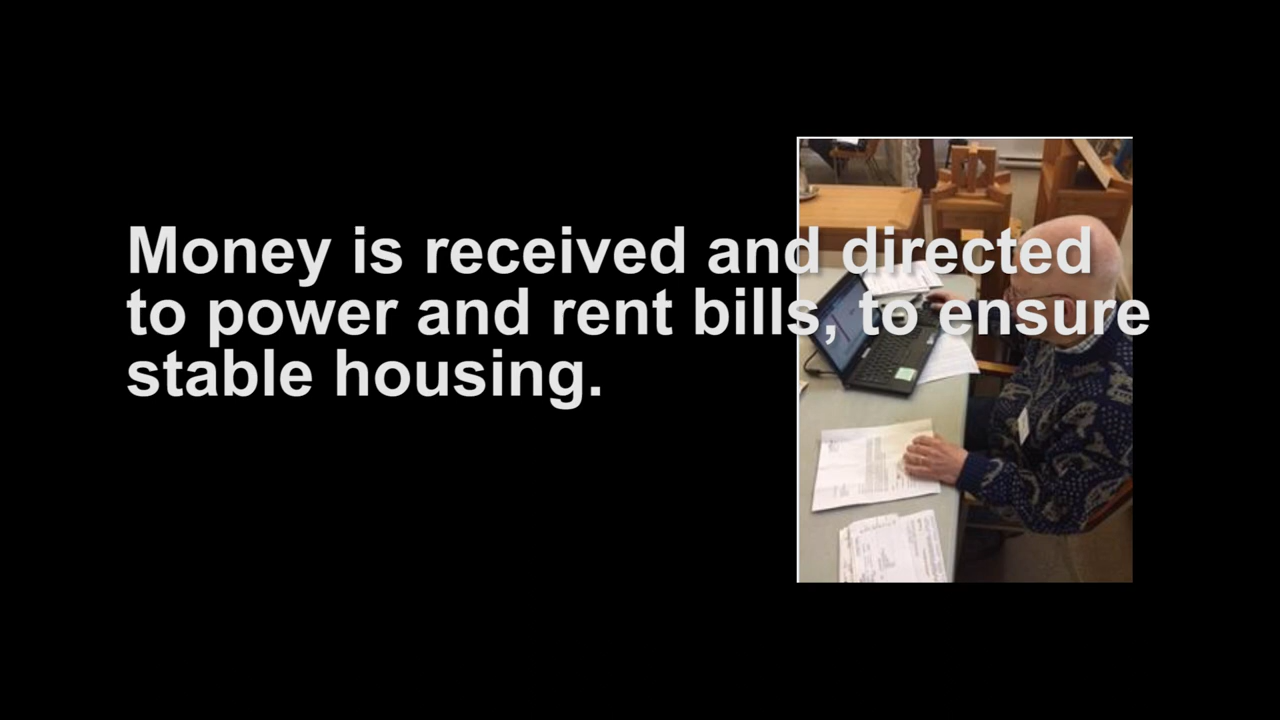 Money is received and directed
to power and rent bills, to ensure
stable housing.